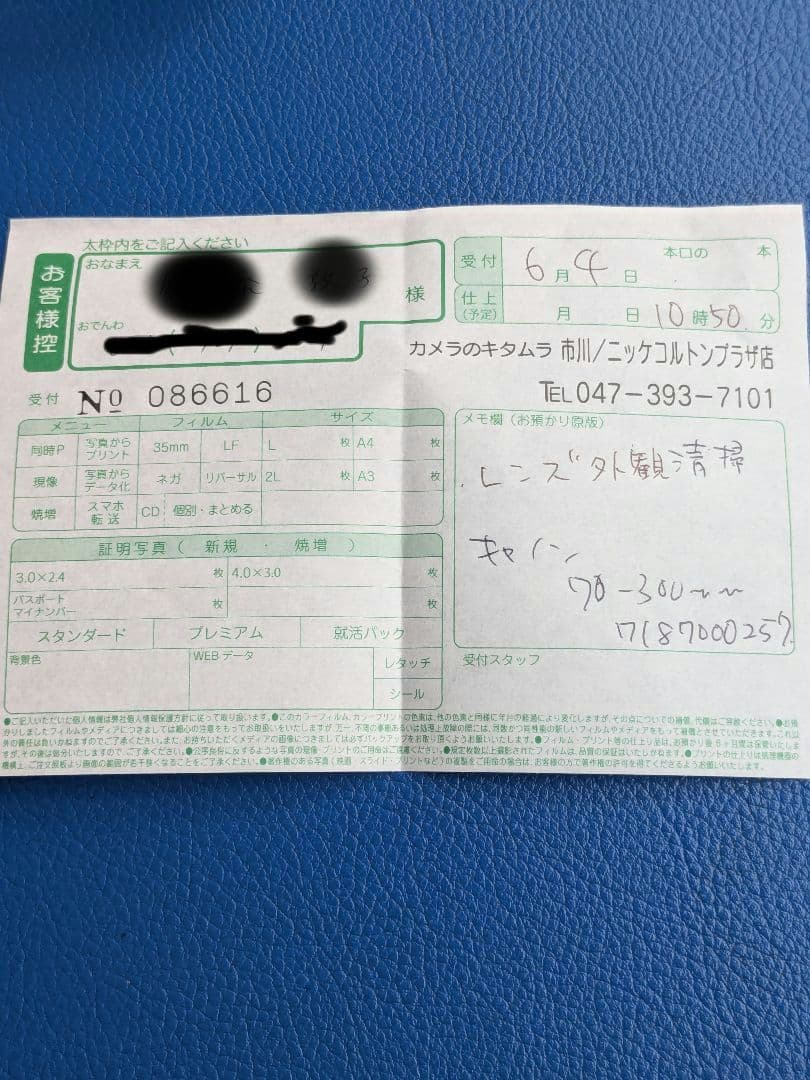 太枠内をご記入ください
お客様控
おなまえ
様
おでんわ
受付 6月4日 本口の 本
仕上(予定) 月 日 10時50分
カメラのキタムラ 市川/ニッケコルトンプラザ店
受付 No 086616
TEL 047-393-7101
メニュー フィルム サイズ
同時P 写真からプリント 35mm LF L 枚 A4 枚
現像 写真からデータ化 ネガ リバーサル 2L 枚 A3 枚
焼増 スマホ転送 CD 個別・まとめる
証明写真( 新規 ・ 焼増 )
3.0×2.4 枚 4.0×3.0 枚
パスポート マイナンバー 枚 枚
スタンダード プレミアム 就活パック
背景色 WEBデータ レタッチ
シール
メモ欄(お預かり原版)
レンズ外観清掃
キャノン
70-300mm
7187000257
受付スタッフ